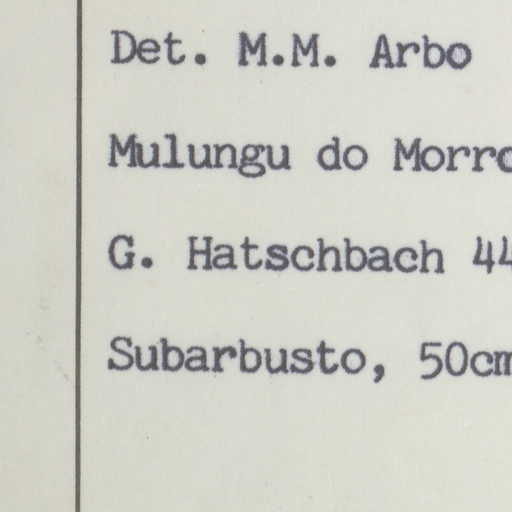 Det. M.M. Arbo
Mulungu do Morro
G. Hatschbach 44
Subarbusto, 50cm